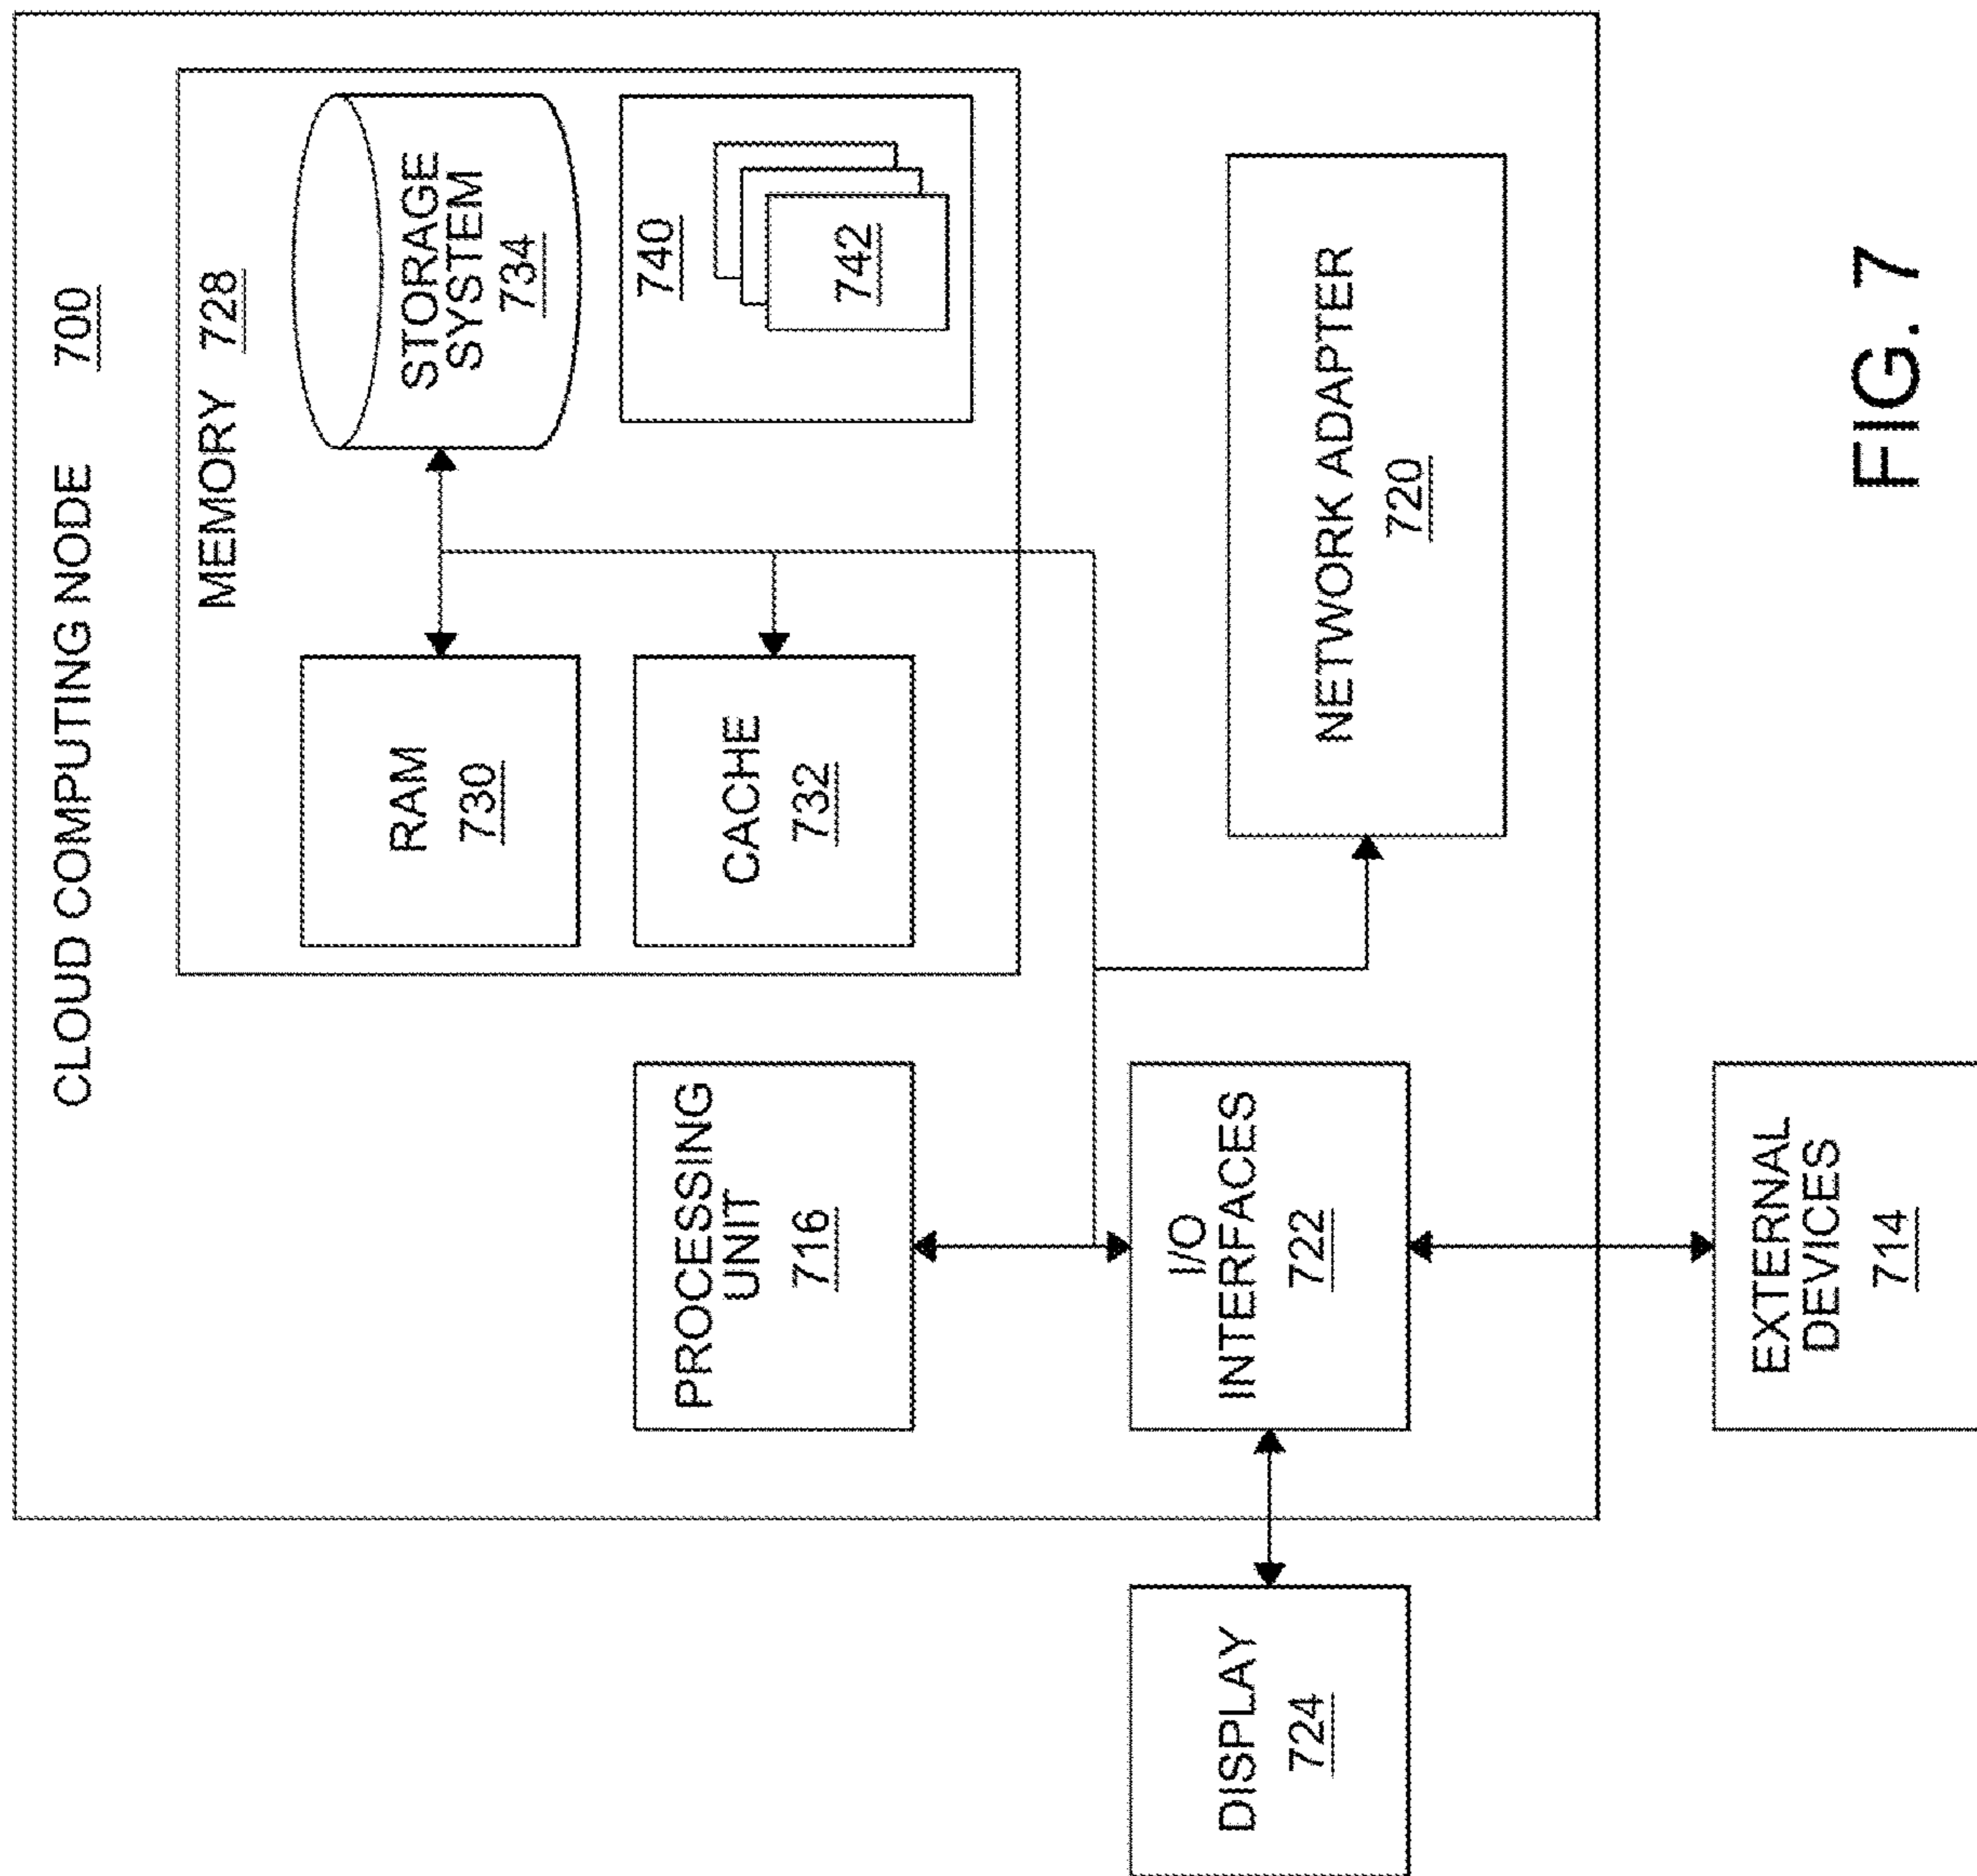 CLOUD COMPUTING NODE 700
MEMORY 728
RAM
730
STORAGE
SYSTEM
734
PROCESSING
UNIT
716
CACHE
732
740
742
DISPLAY
724
I/O
INTERFACES
722
NETWORK ADAPTER
720
EXTERNAL
DEVICES
714
FIG. 7